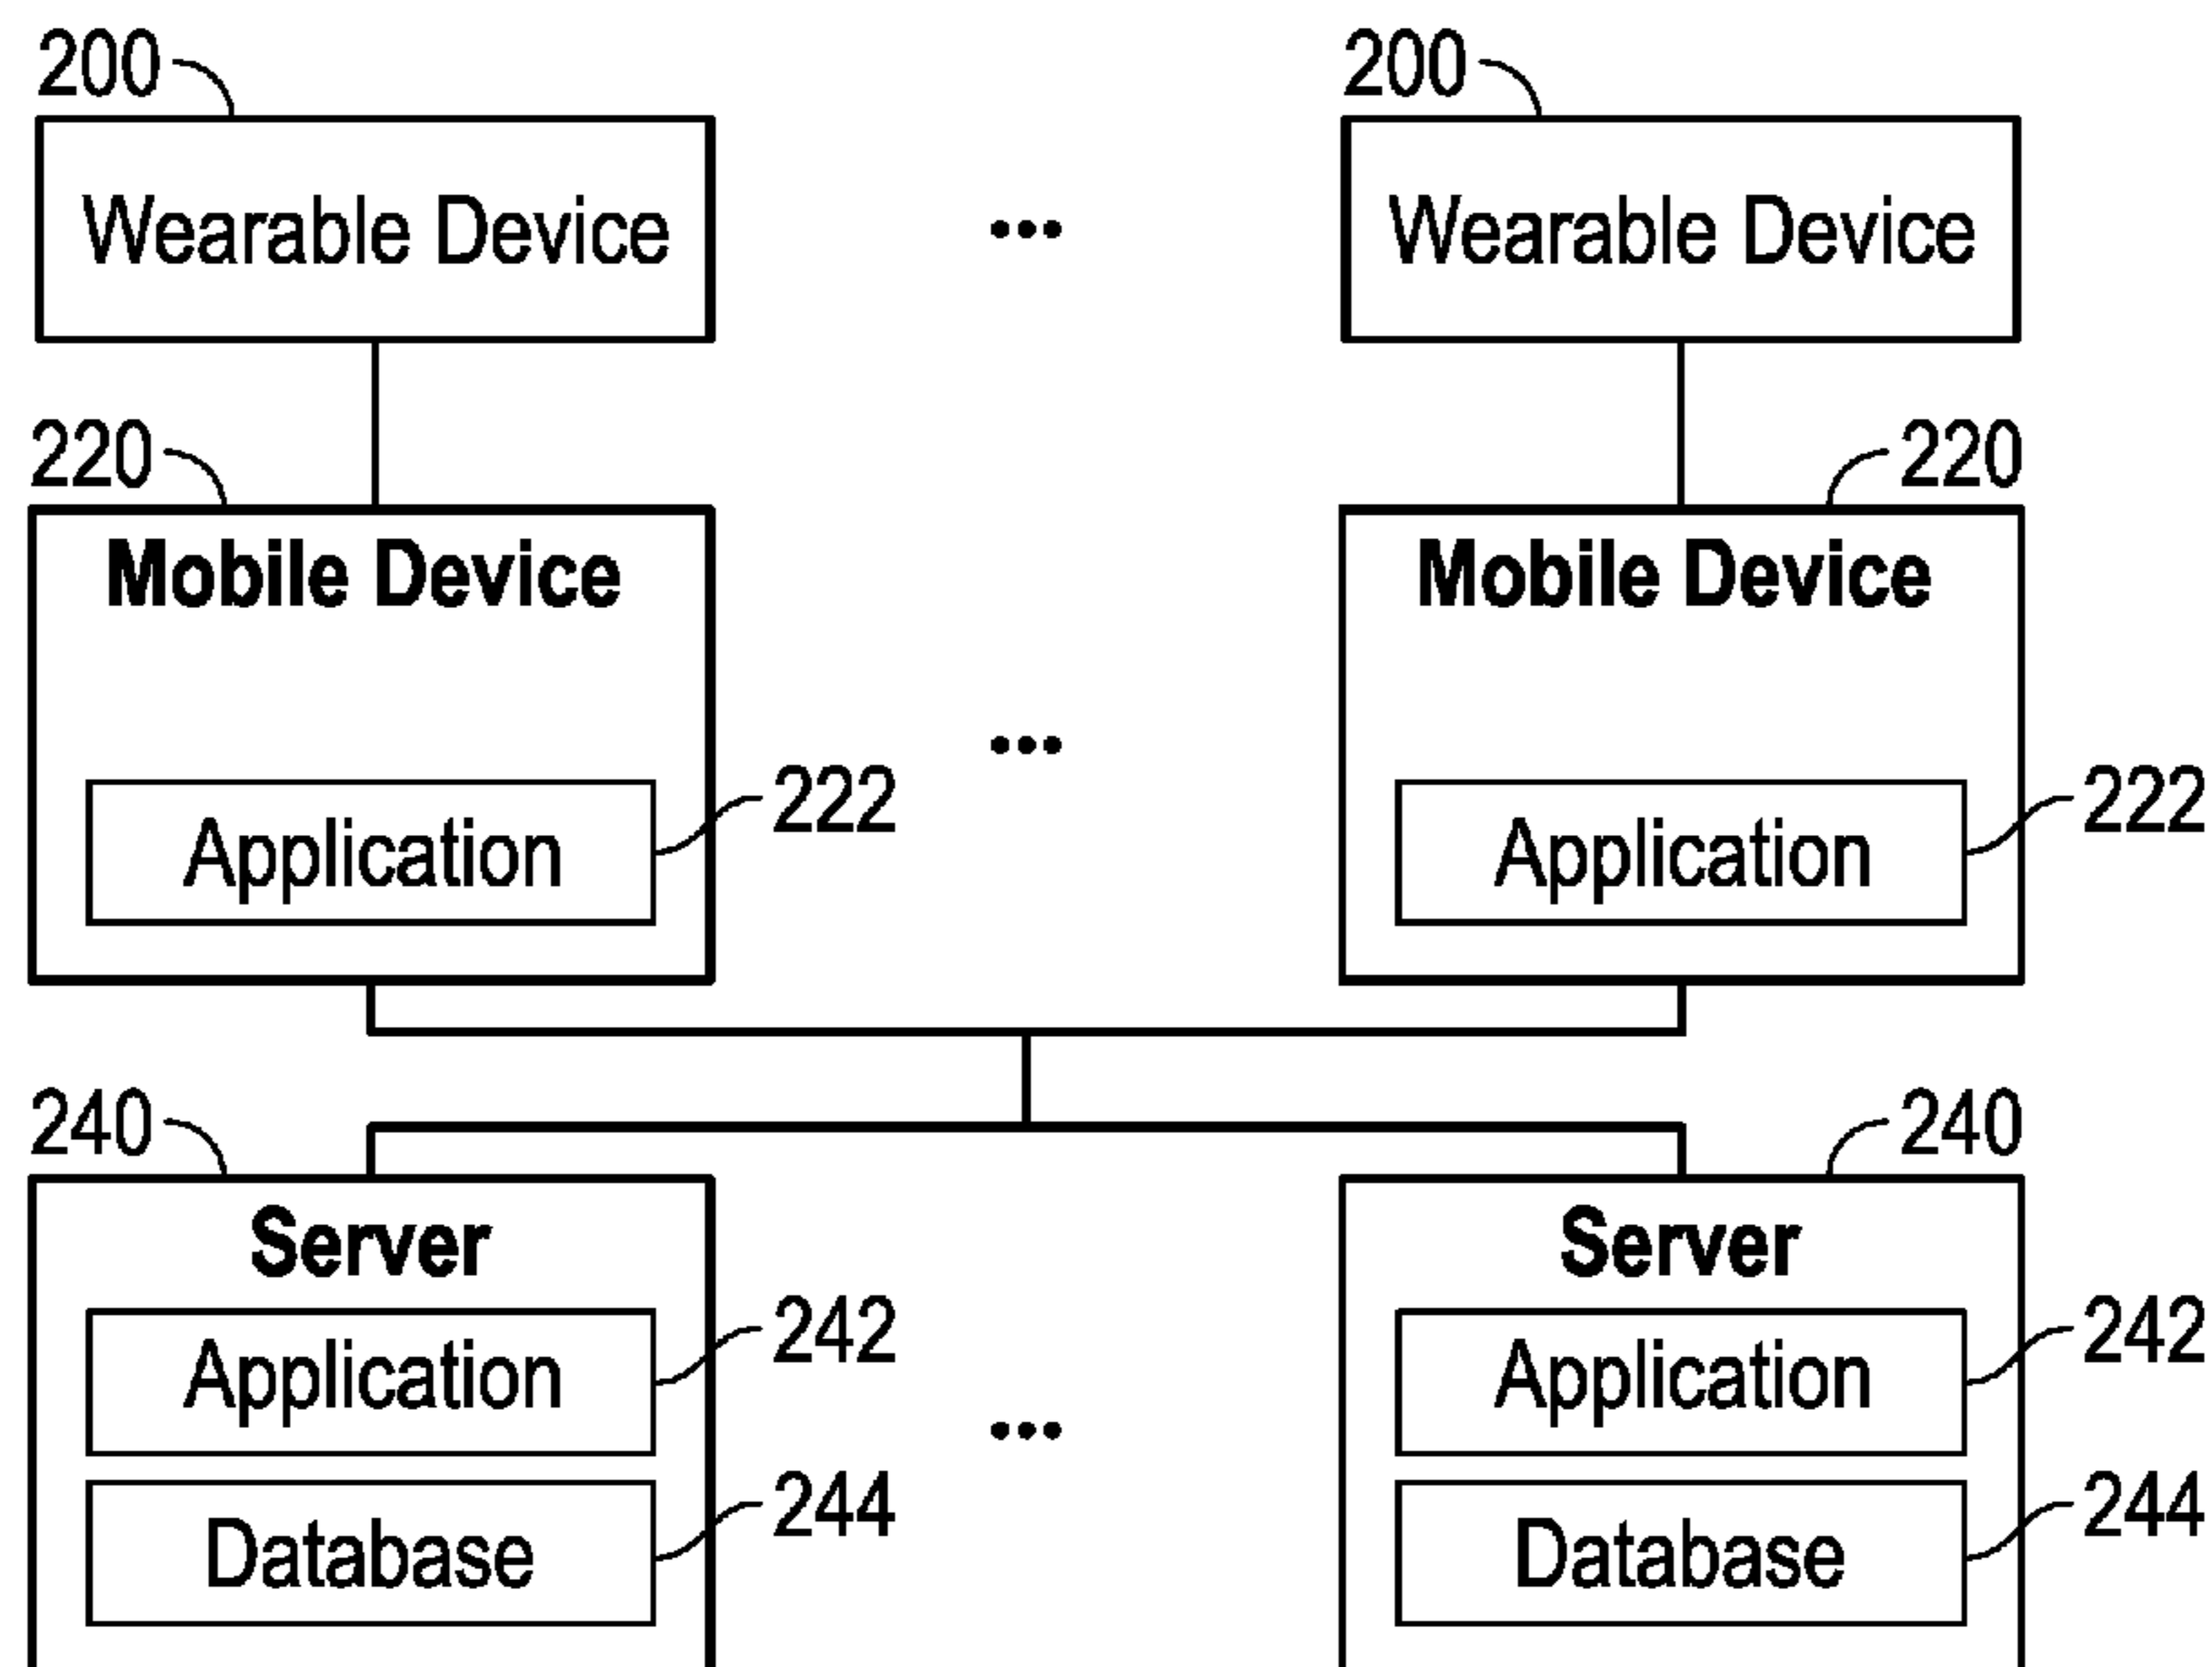 200 200
Wearable Device ... Wearable Device
220 220
Mobile Device Mobile Device
...
222 222
Application Application
240 240
Server Server
242 242
Application Application
...
244 244
Database Database